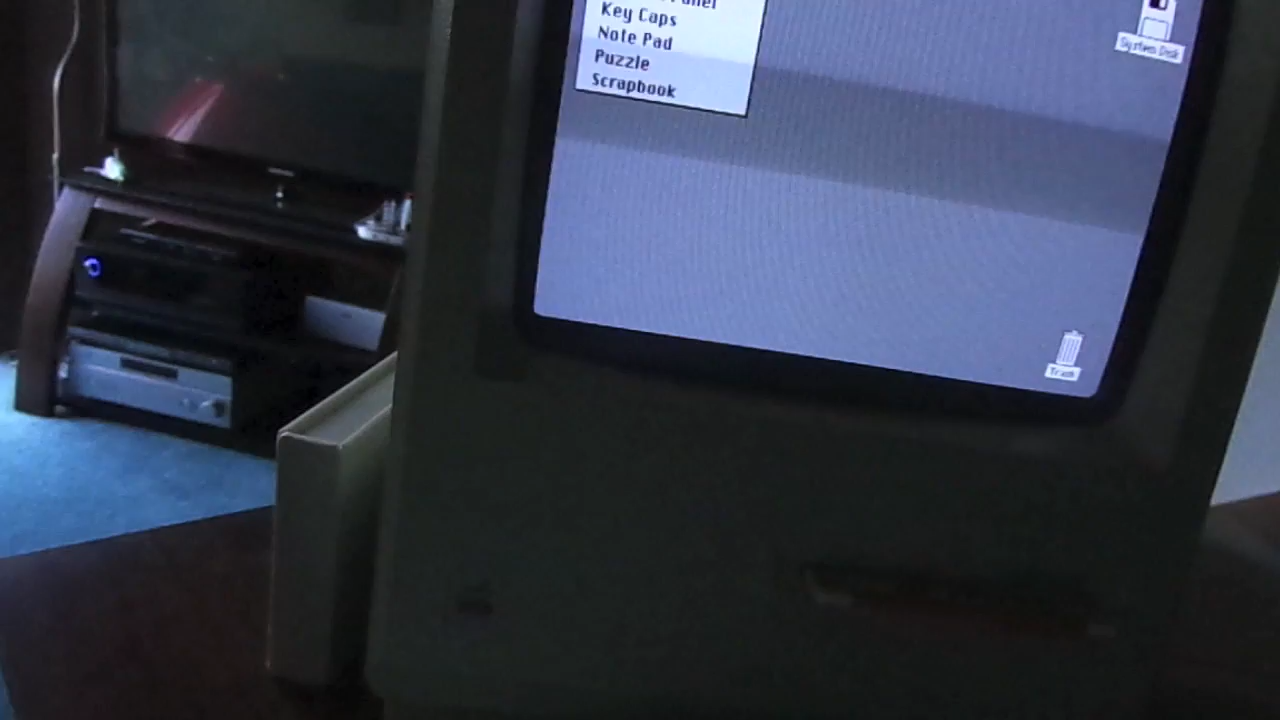 Key Caps
Note Pad
Puzzle
Scrapbook
System Disk
Trash